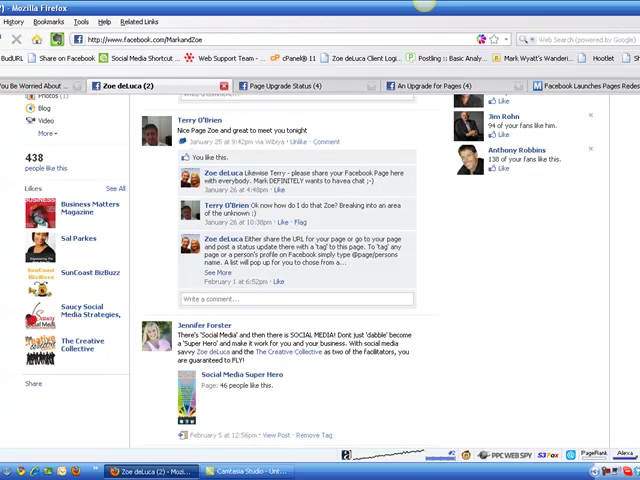 Mozilla Firefox
History Bookmarks Tools Help Related Links
http://www.facebook.com/MarkandZoe
Web Search (powered by Google)
BudURL Share on Facebook Social Media Shortcut ... Web Support Team - ... cPanel® 11 Zoe deLuca Client Logi... Postling :: Basic Analy... Mark Wyatt's Wanderi... Hootlet Sh
You Be Worried About ... Zoe deLuca (2) Page Upgrade Status (4) An Upgrade for Pages (4) Facebook Launches Pages Redes
Photos (1)
Blog
Video
More
438
people like this
Likes See All
Business Matters
Magazine
Sal Parkes
SunCoast BizBuzz
Saucy Social
Media Strategies,
The Creative
Collective
Share
Terry O'Brien
Nice Page Zoe and great to meet you tonight
January 25 at 9:42pm via Wibiya · Unlike · Comment
You like this.
Zoe deLuca Likewise Terry - please share your Facebook Page here
with everybody. Mark DEFINITELY wants to havea chat ;-)
January 26 at 4:48pm · Like
Terry O'Brien Ok now how do I do that Zoe? Breaking into an area
of the unknown :)
January 26 at 10:38pm · Like · Flag
Zoe deLuca Either share the URL for your page or go to your page
and post a status update there with a 'tag' to this page. To 'tag' any
page or a person's profile on Facebook simply type @page/persons
name. A list will pop up for you to chose from a...
See More
February 1 at 6:52pm · Like
Write a comment...
Jennifer Forster
There's 'Social Media' and then there is SOCIAL MEDIA! Dont just 'dabble' become
a 'Super Hero' and make it work for you and your business. With social media
savvy Zoe deLuca and the The Creative Collective as two of the facilitators, you
are guaranteed to FLY!
Social Media Super Hero
Page: 46 people like this.
February 5 at 12:56pm · View Post · Remove Tag
Like
Jim Rohn
94 of your fans like him.
Like
Anthony Robbins
138 of your fans like this.
Like
PPC WEB SPY S3Fox PageRank Alexa
Zoe deLuca (2) - Mozi... Camtasia Studio - Unt...